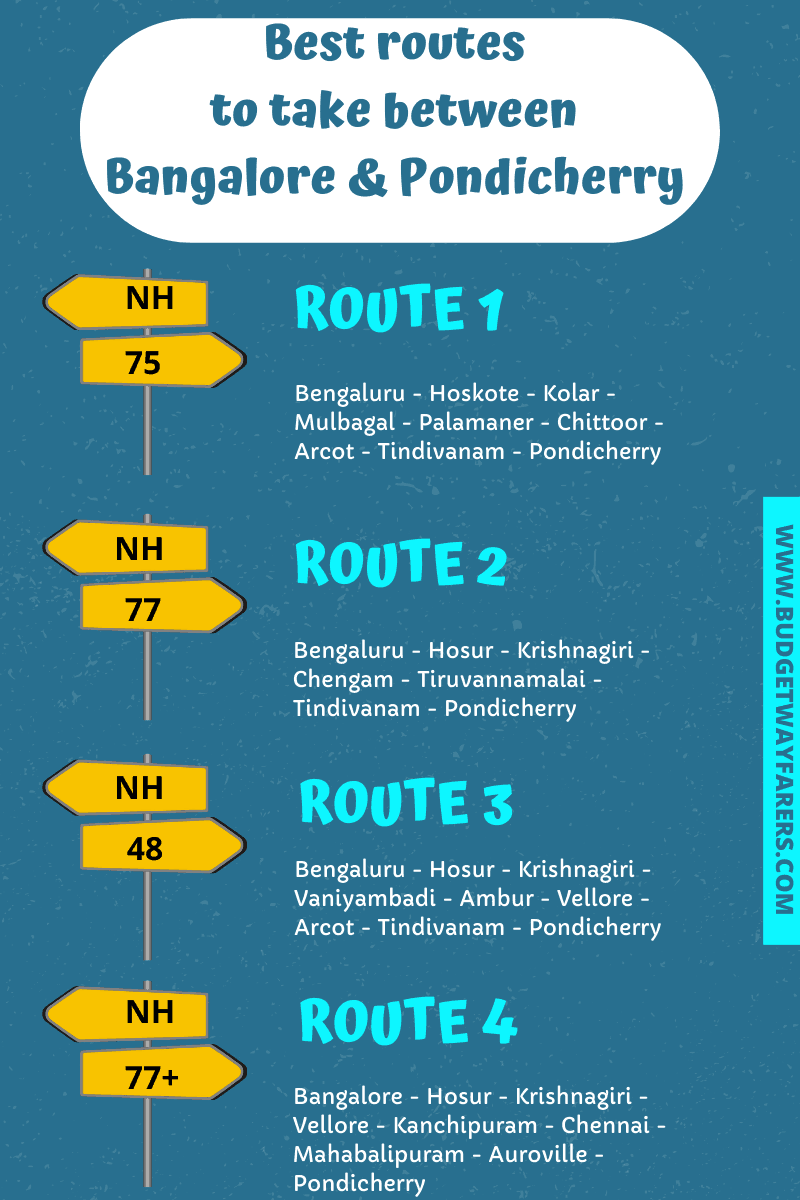 Best routes
to take between
Bangalore & Pondicherry
NH
75
ROUTE 1
Bengaluru - Hoskote - Kolar -
Mulbagal - Palamaner - Chittoor -
Arcot - Tindivanam - Pondicherry
NH
77
ROUTE 2
Bengaluru - Hosur - Krishnagiri -
Chengam - Tiruvannamalai -
Tindivanam - Pondicherry
NH
48
ROUTE 3
Bengaluru - Hosur - Krishnagiri -
Vaniyambadi - Ambur - Vellore -
Arcot - Tindivanam - Pondicherry
NH
77+
ROUTE 4
Bangalore - Hosur - Krishnagiri -
Vellore - Kanchipuram - Chennai -
Mahabalipuram - Auroville -
Pondicherry
WWW.BUDGETWAYFARERS.COM